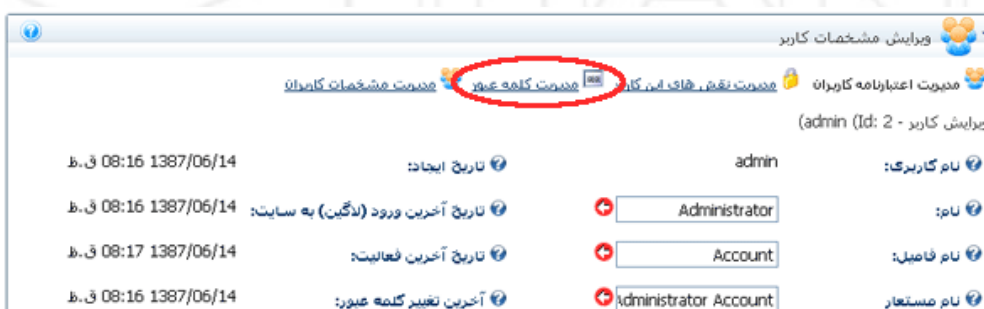 ویرایش مشخصات کاربر
مدیریت اعتبارنامه کاربران مدیریت نقش های این کاربر مدیریت کلمه عبور مدیریت مشخصات کاربران
ویرایش کاربر - admin (Id: 2)
نام کاربری: admin تاریخ ایجاد: 1387/06/14 08:16 ق.ظ
نام: Administrator تاریخ آخرین ورود (لاگین) به سایت: 1387/06/14 08:16 ق.ظ
نام فامیل: Account تاریخ آخرین فعالیت: 1387/06/14 08:17 ق.ظ
نام مستعار Administrator Account آخرین تغییر کلمه عبور: 1387/06/14 08:16 ق.ظ